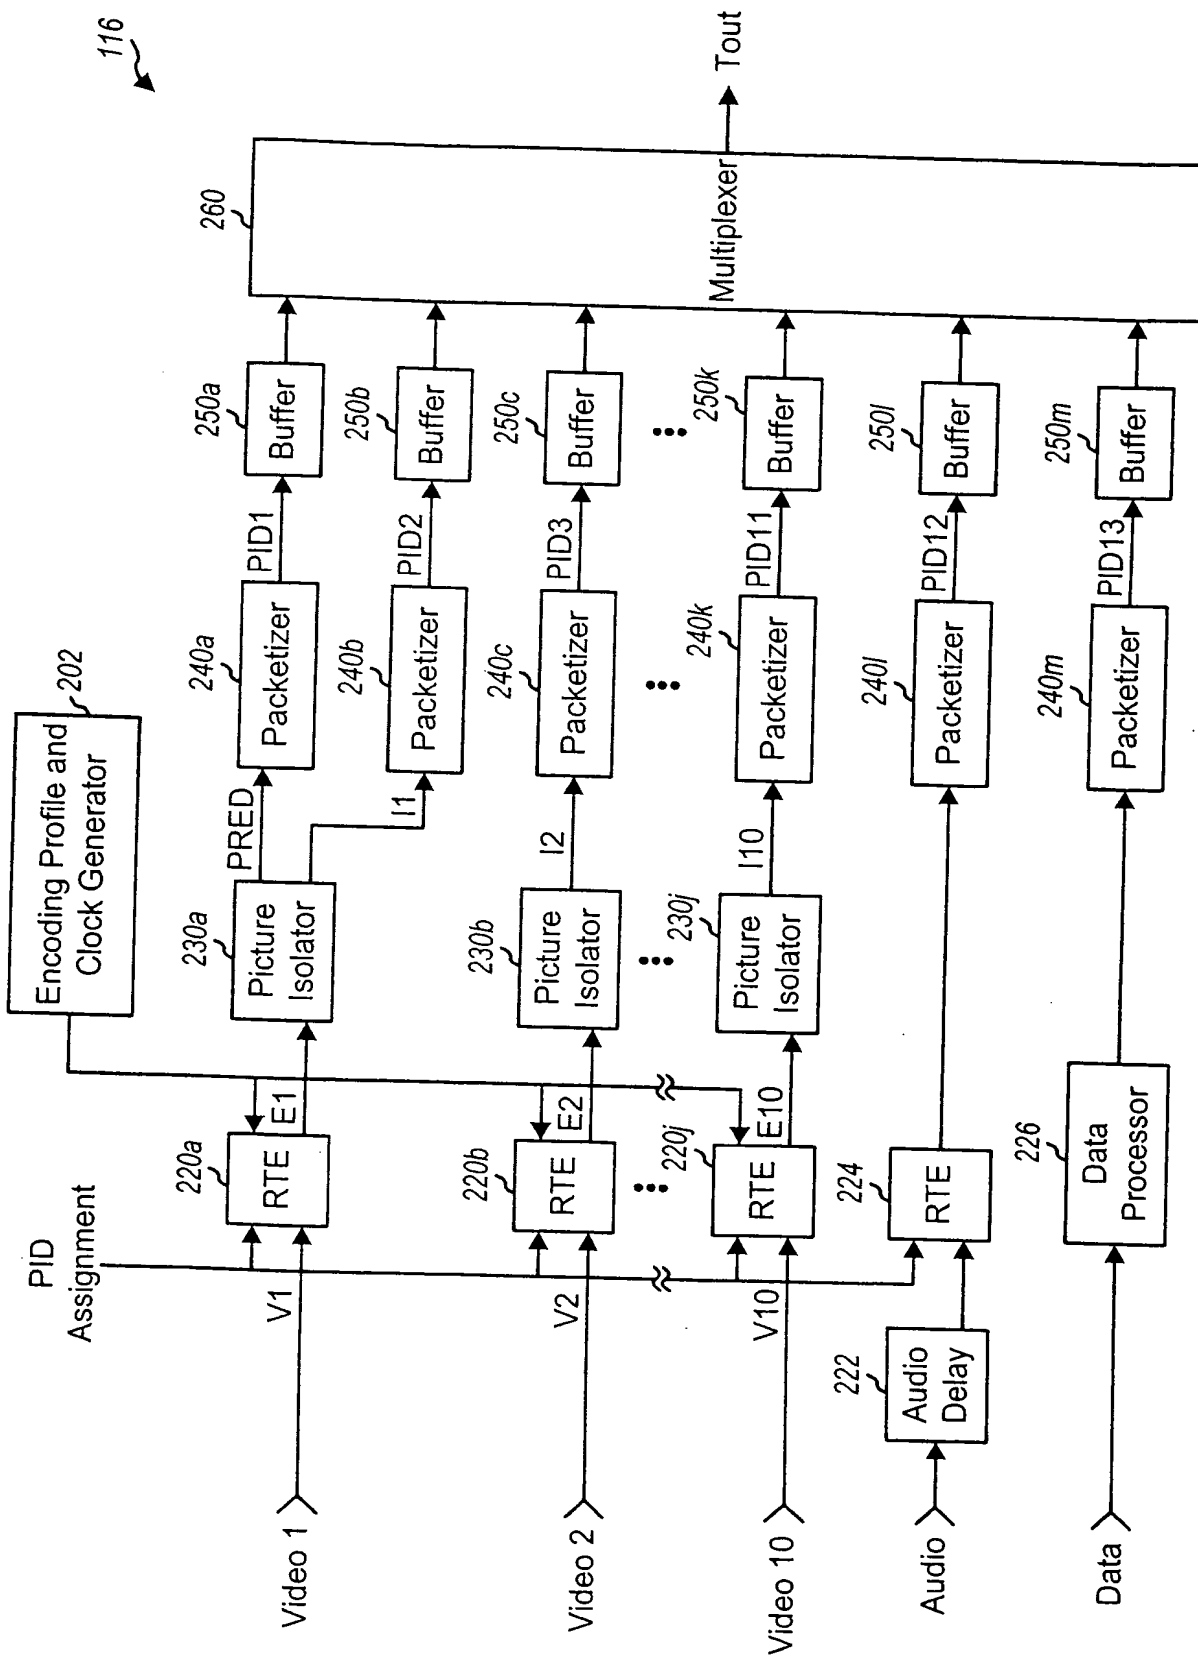 116
Encoding Profile and
Clock Generator
202
PID
Assignment
Video 1
V1
220a
RTE
E1
230a
Picture
Isolator
PRED
I1
240a
Packetizer
PID1
250a
Buffer
240b
Packetizer
PID2
250b
Buffer
260
Multiplexer
Tout
Video 2
V2
220b
RTE
E2
230b
Picture
Isolator
I2
240c
Packetizer
PID3
250c
Buffer
Video 10
V10
220j
RTE
E10
230j
Picture
Isolator
I10
240k
Packetizer
PID11
250k
Buffer
Audio
222
Audio
Delay
224
RTE
240l
Packetizer
PID12
250l
Buffer
Data
226
Data
Processor
240m
Packetizer
PID13
250m
Buffer